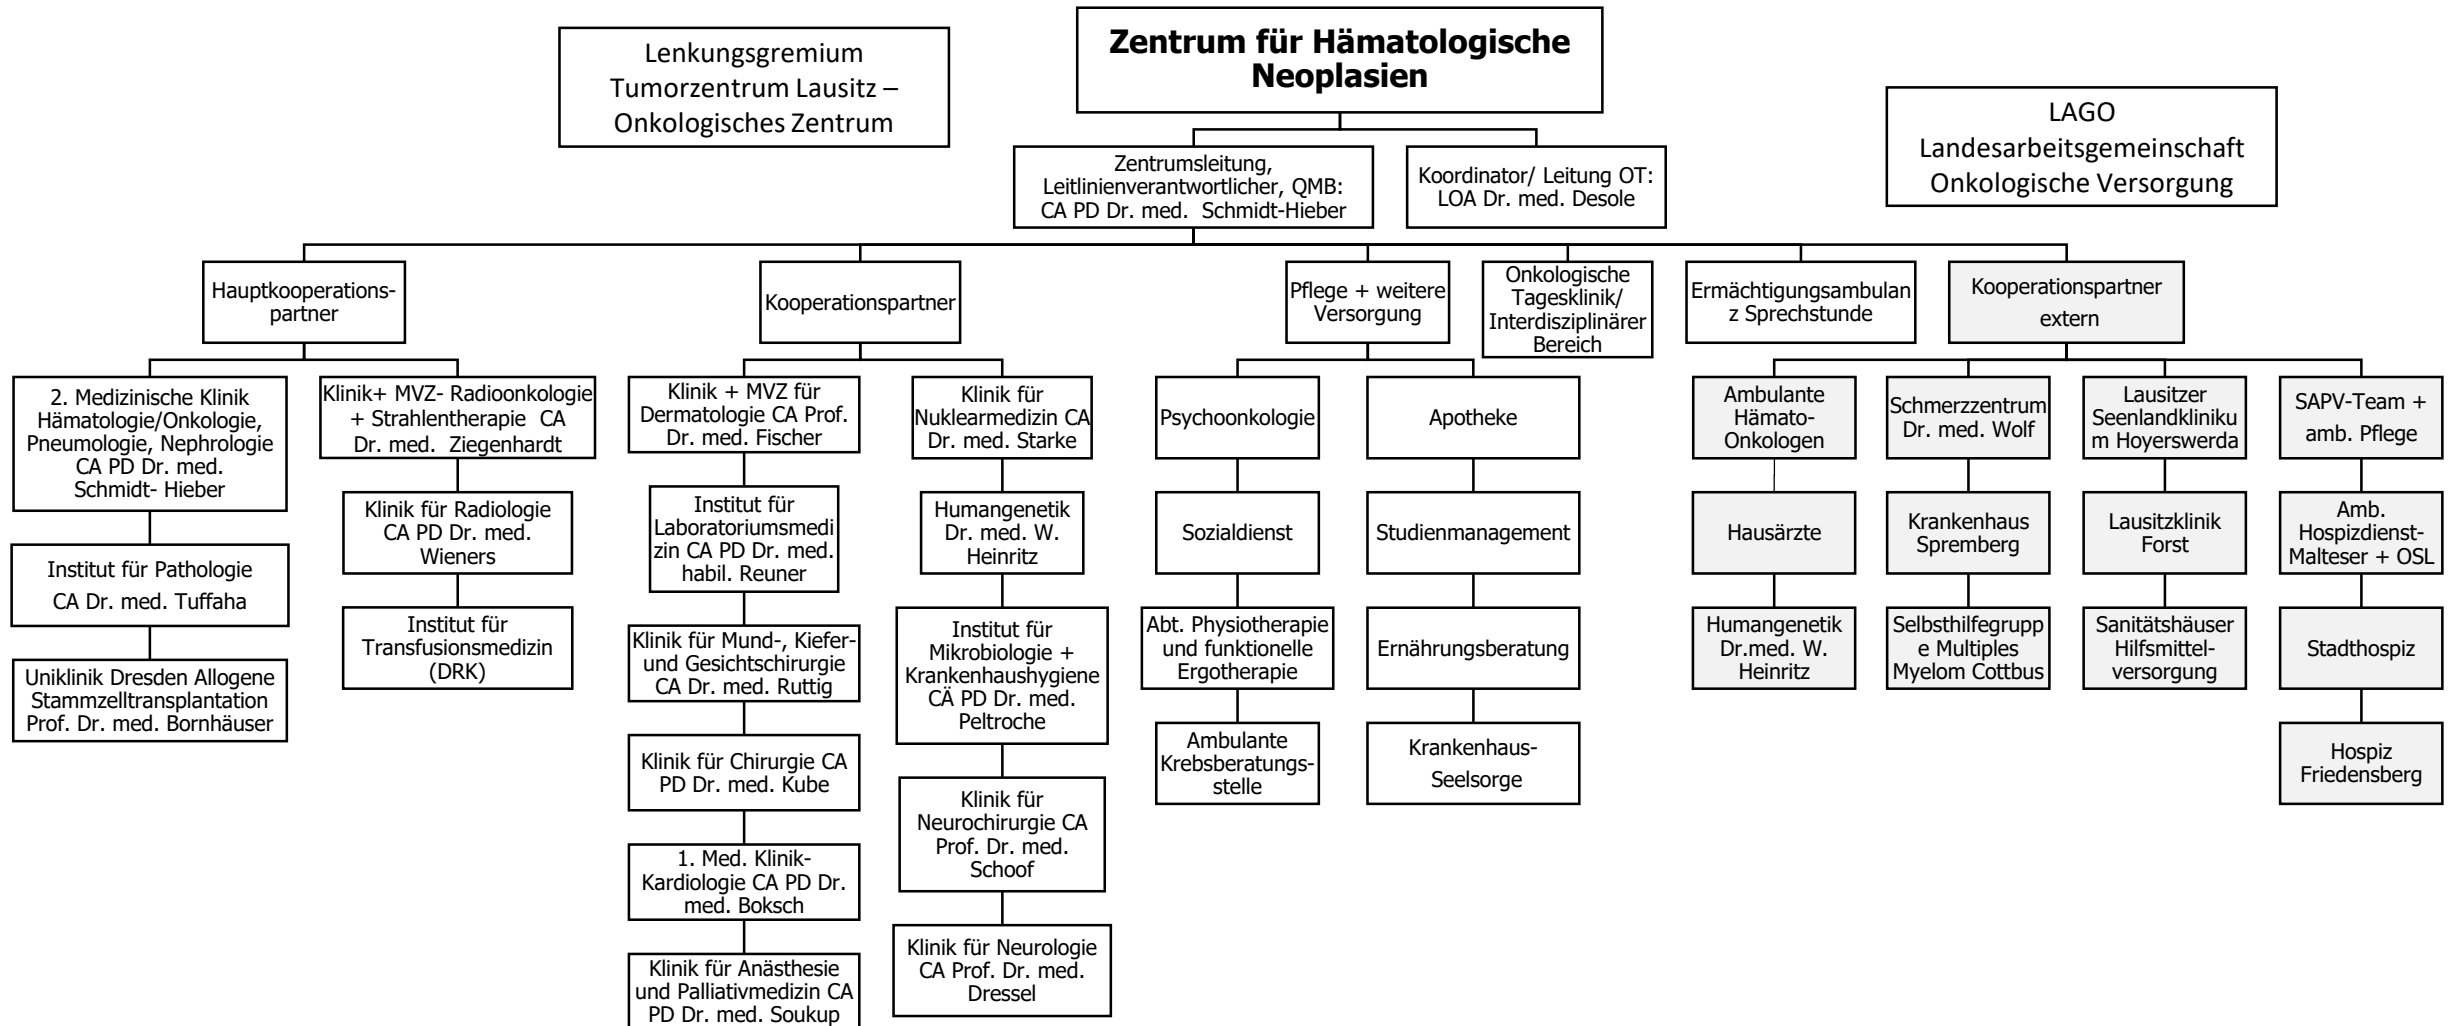 Lenkungsgremium
Tumorzentrum Lausitz –
Onkologisches Zentrum
Zentrum für Hämatologische
Neoplasien
LAGO
Landesarbeitsgemeinschaft
Onkologische Versorgung
Zentrumsleitung,
Leitlinienverantwortlicher, QMB:
CA PD Dr. med. Schmidt-Hieber
Koordinator/ Leitung OT:
LOA Dr. med. Desole
Hauptkooperations-
partner
Kooperationspartner
Pflege + weitere
Versorgung
Onkologische
Tagesklinik/
Interdisziplinärer
Bereich
Ermächtigungsambulan
z Sprechstunde
Kooperationspartner
extern
2. Medizinische Klinik
Hämatologie/Onkologie,
Pneumologie, Nephrologie
CA PD Dr. med.
Schmidt- Hieber
Institut für Pathologie
CA Dr. med. Tuffaha
Uniklinik Dresden Allogene
Stammzelltransplantation
Prof. Dr. med. Bornhäuser
Klinik+ MVZ- Radioonkologie
+ Strahlentherapie CA
Dr. med. Ziegenhardt
Klinik für Radiologie
CA PD Dr. med.
Wieners
Institut für
Transfusionsmedizin
(DRK)
Klinik + MVZ für
Dermatologie CA Prof.
Dr. med. Fischer
Institut für
Laboratoriumsmedi
zin CA PD Dr. med.
habil. Reuner
Klinik für Mund-, Kiefer-
und Gesichtschirurgie
CA Dr. med. Ruttig
Klinik für Chirurgie CA
PD Dr. med. Kube
1. Med. Klinik-
Kardiologie CA PD Dr.
med. Boksch
Klinik für Anästhesie
und Palliativmedizin CA
PD Dr. med. Soukup
Klinik für
Nuklearmedizin CA
Dr. med. Starke
Humangenetik
Dr. med. W.
Heinritz
Institut für
Mikrobiologie +
Krankenhaushygiene
CÄ PD Dr. med.
Peltroche
Klinik für
Neurochirurgie CA
Prof. Dr. med.
Schoof
Klinik für Neurologie
CA Prof. Dr. med.
Dressel
Psychoonkologie
Sozialdienst
Abt. Physiotherapie
und funktionelle
Ergotherapie
Ambulante
Krebsberatungs-
stelle
Apotheke
Studienmanagement
Ernährungsberatung
Krankenhaus-
Seelsorge
Ambulante
Hämato-
Onkologen
Hausärzte
Humangenetik
Dr.med. W.
Heinritz
Schmerzzentrum
Dr. med. Wolf
Krankenhaus
Spremberg
Selbsthilfegrupp
e Multiples
Myelom Cottbus
Lausitzer
Seenlandkliniku
m Hoyerswerda
Lausitzklinik
Forst
Sanitätshäuser
Hilfsmittel-
versorgung
SAPV-Team +
amb. Pflege
Amb.
Hospizdienst-
Malteser + OSL
Stadthospiz
Hospiz
Friedensberg